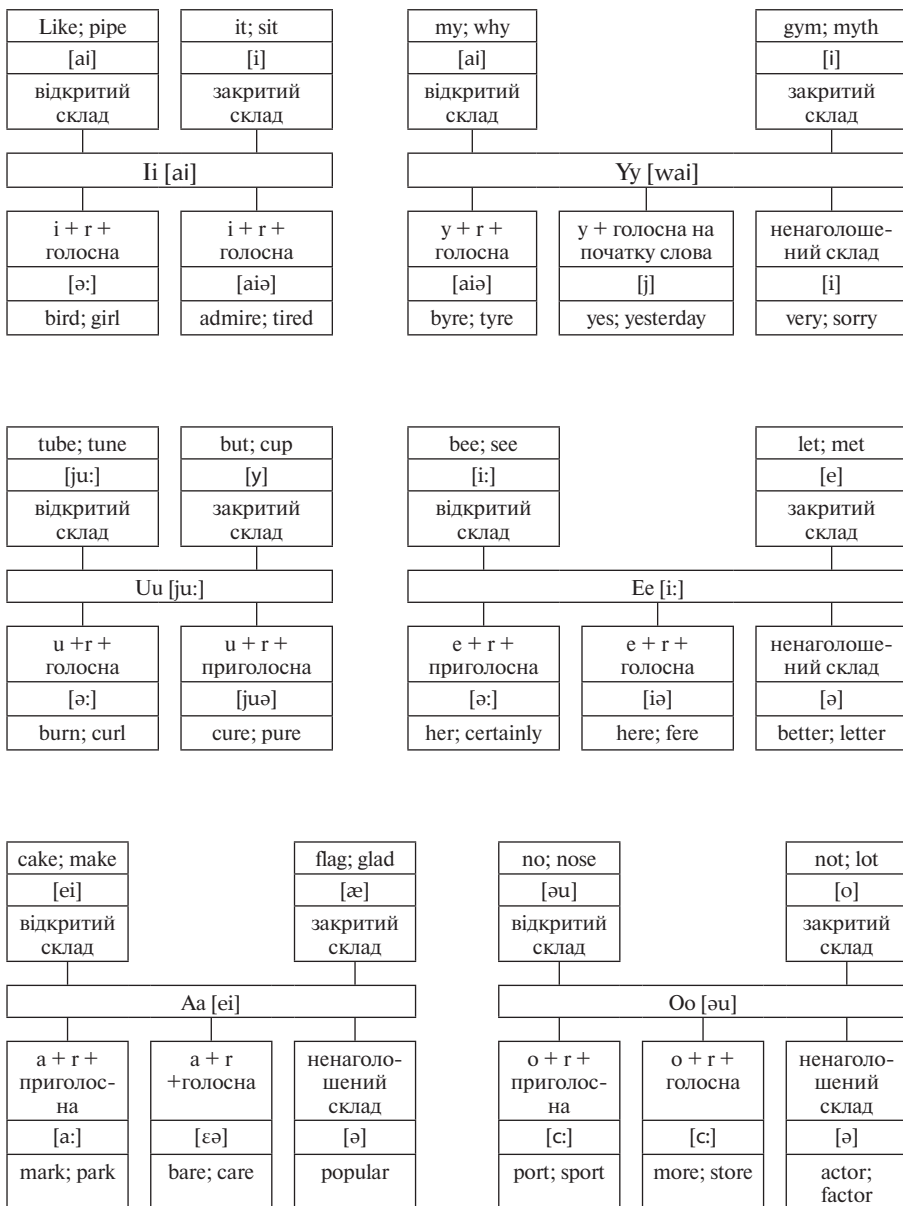 Like; pipe
[ai]
відкритий
склад
it; sit
[i]
закритий
склад
Ii [ai]
i + r +
голосна
[ə:]
bird; girl
i + r +
голосна
[aiə]
admire; tired
my; why
[ai]
відкритий
склад
gym; myth
[i]
закритий
склад
Yy [wai]
y + r +
голосна
[aiə]
byre; tyre
y + голосна на
початку слова
[j]
yes; yesterday
ненаголоше-
ний склад
[i]
very; sorry
tube; tune
[ju:]
відкритий
склад
but; cup
[y]
закритий
склад
Uu [ju:]
u +r +
голосна
[ə:]
burn; curl
u + r +
приголосна
[juə]
cure; pure
bee; see
[i:]
відкритий
склад
let; met
[e]
закритий
склад
Ee [i:]
e + r +
приголосна
[ə:]
her; certainly
e + r +
голосна
[iə]
here; fere
ненаголоше-
ний склад
[ə]
better; letter
cake; make
[ei]
відкритий
склад
flag; glad
[æ]
закритий
склад
Aa [ei]
a + r +
приголос-
на
[a:]
mark; park
a + r
+голосна
[εə]
bare; care
ненаголо-
шений
склад
[ə]
popular
no; nose
[əu]
відкритий
склад
not; lot
[o]
закритий
склад
Oo [əu]
o + r +
приголос-
на
[c:]
port; sport
o + r +
голосна
[c:]
more; store
ненаголо-
шений
склад
[ə]
actor;
factor